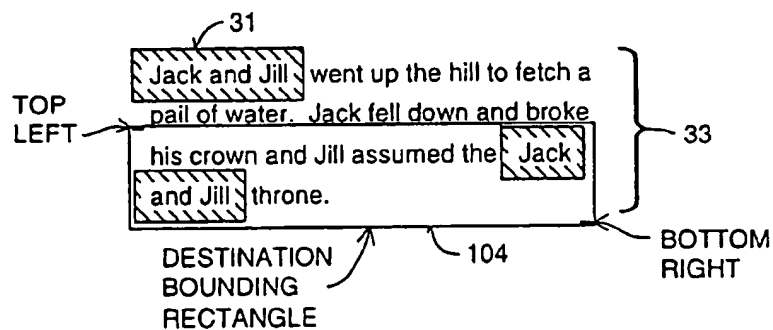 31
Jack and Jill went up the hill to fetch a
pail of water. Jack fell down and broke
his crown and Jill assumed the Jack
and Jill throne.
TOP
LEFT
33
DESTINATION
BOUNDING
RECTANGLE
104
BOTTOM
RIGHT